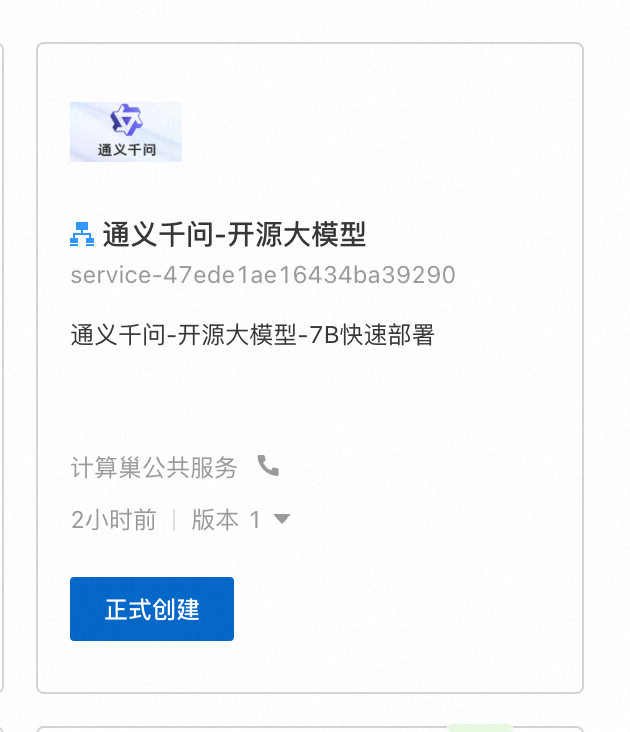 通义千问
通义千问-开源大模型
service-47ede1ae16434ba39290
通义千问-开源大模型-7B快速部署
计算巢公共服务
2小时前 | 版本 1
正式创建